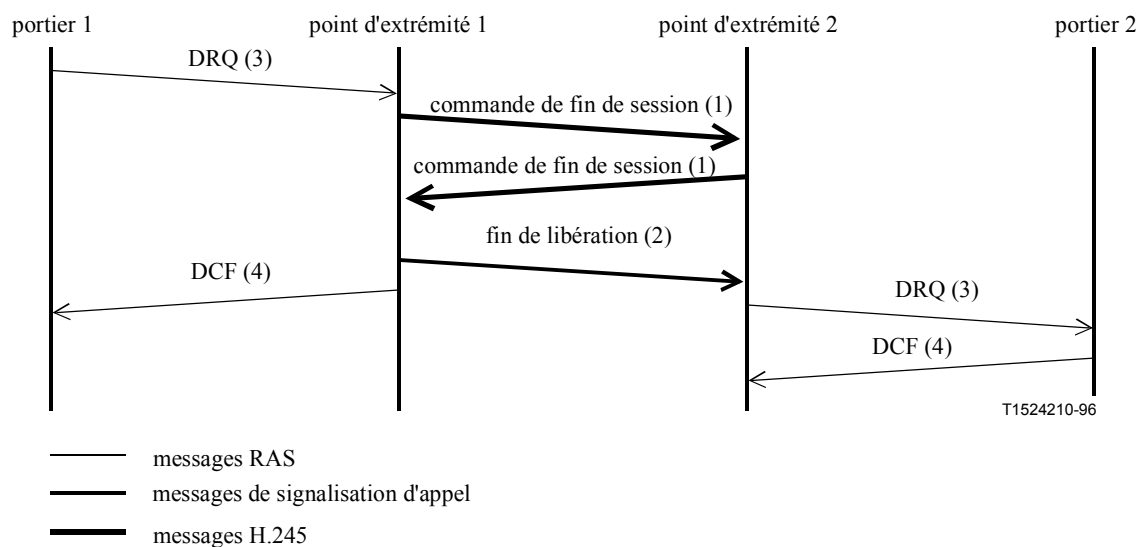 portier 1
point d'extrémité 1
point d'extrémité 2
portier 2
DRQ (3)
commande de fin de session (1)
commande de fin de session (1)
fin de libération (2)
DCF (4)
DRQ (3)
DCF (4)
T1524210-96
messages RAS
messages de signalisation d'appel
messages H.245